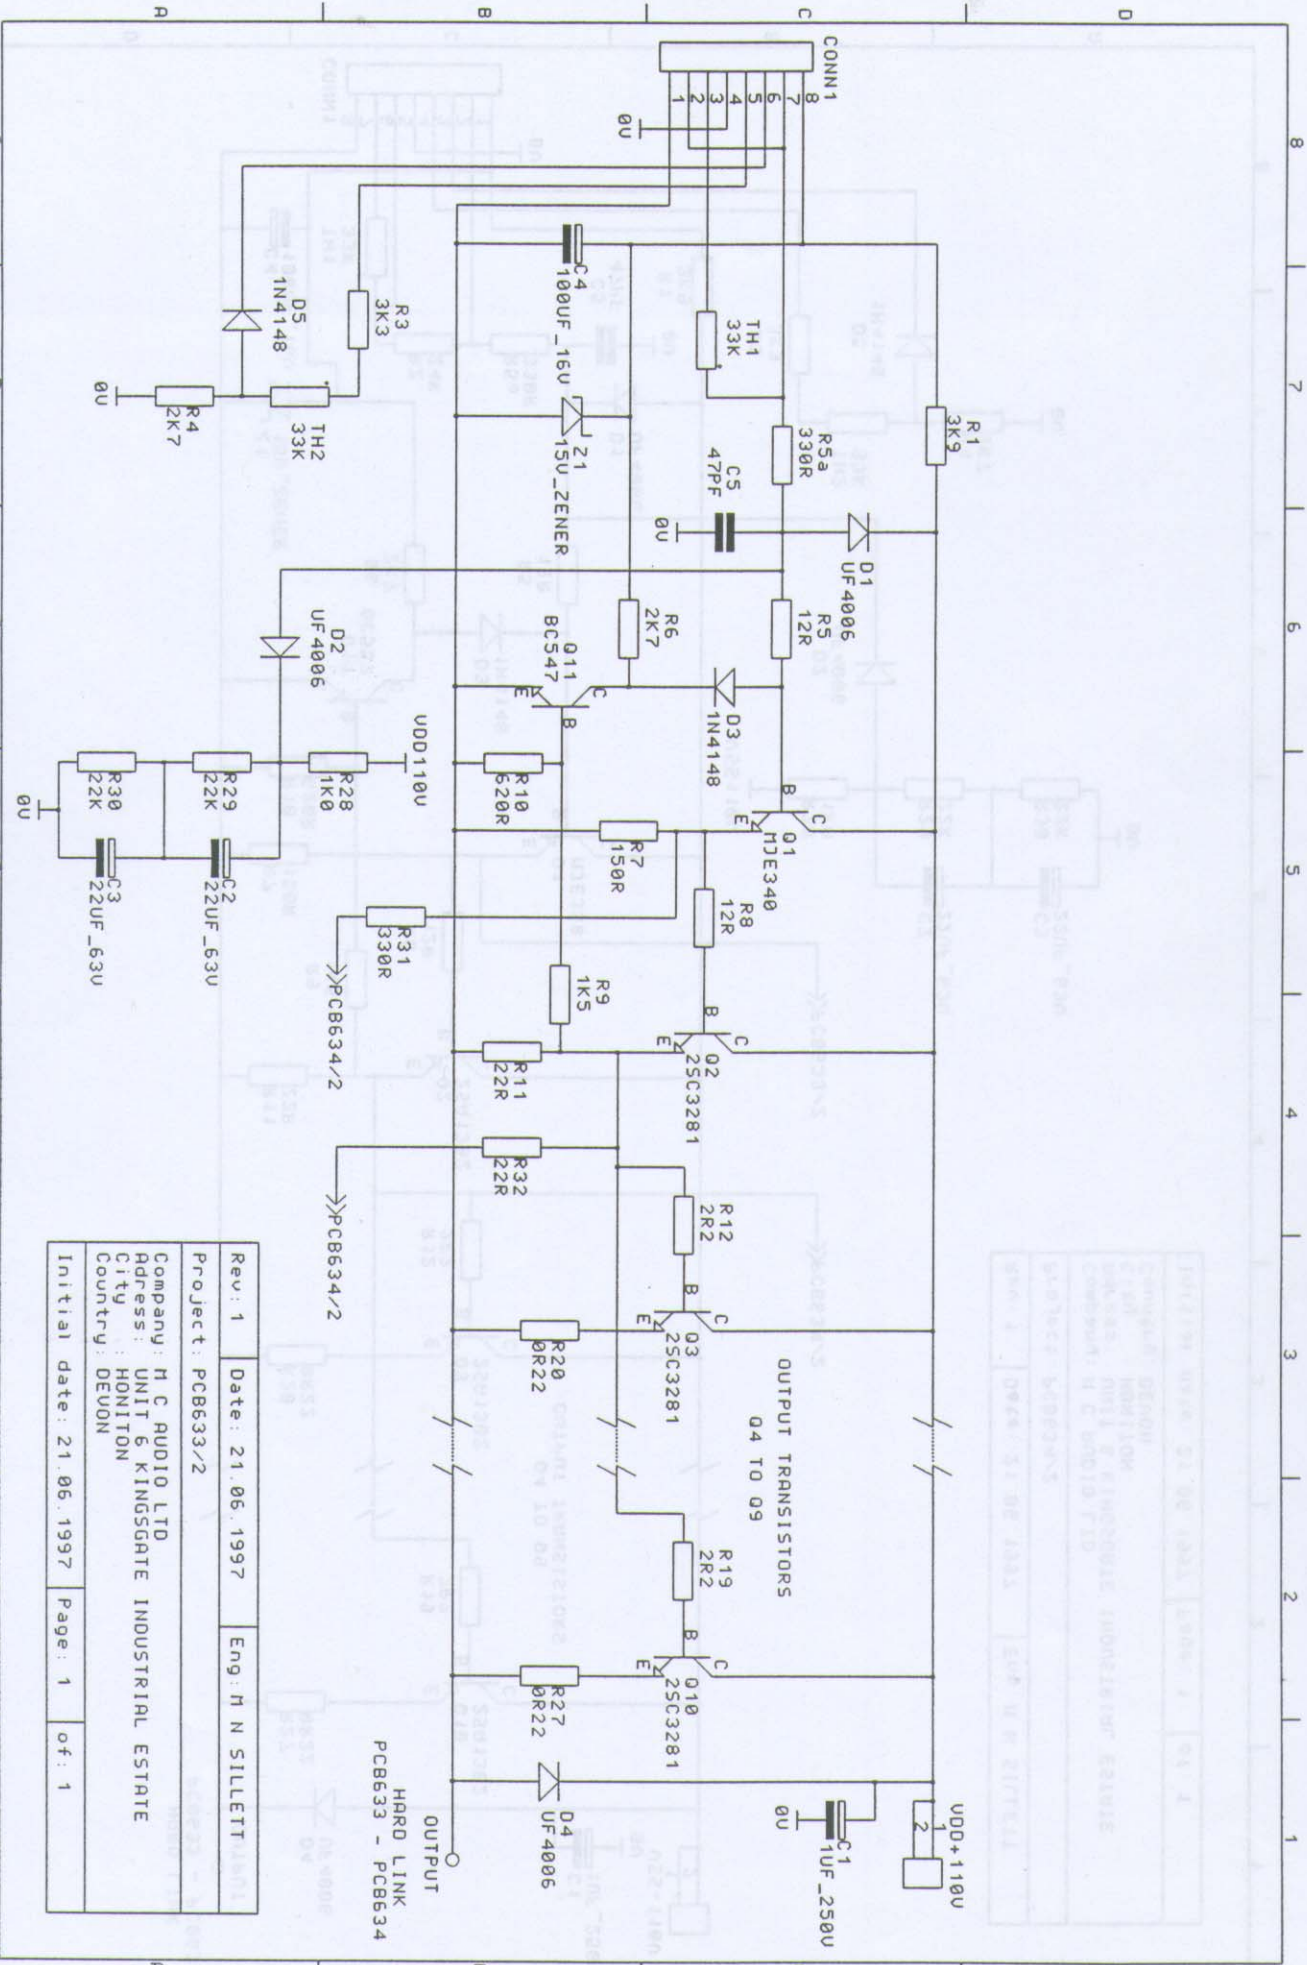 8
7
6
5
4
3
2
1
D
C
B
A
CONN1
8
7
6
5
4
3
2
1
0V
R1
3K9
TH1
33K
R5a
330R
C5
47PF
0V
D1
UF4006
R5
12R
C4
100UF_16V
Z1
15V_ZENER
R6
2K7
D3
1N4148
Q11
BC547
C
B
E
R3
3K3
D5
1N4148
TH2
33K
R4
2K7
0V
D2
UF4006
VDD110V
R28
1K0
R29
22K
R30
22K
C2
22UF_63V
C3
22UF_63V
0V
R10
620R
R7
150R
Q1
MJE340
B
C
E
R8
12R
R31
330R
PCB634/2
R9
1K5
Q2
2SC3281
B
C
E
R11
22R
R32
22R
PCB634/2
R12
2R2
Q3
2SC3281
B
C
E
R20
0R22
OUTPUT TRANSISTORS
Q4 TO Q9
R19
2R2
Q10
2SC3281
B
C
E
R27
0R22
D4
UF4006
C1
1UF_250V
0V
VDD+110V
1
2
OUTPUT
HARD LINK
PCB633 - PCB634
Rev: 1
Date: 21.06.1997
Eng: M N SILLETT
Project: PCB633/2
Company: M C AUDIO LTD
Adress: UNIT 6 KINGSGATE INDUSTRIAL ESTATE
City : HONITON
Country: DEVON
Initial date: 21.06.1997
Page: 1
of: 1